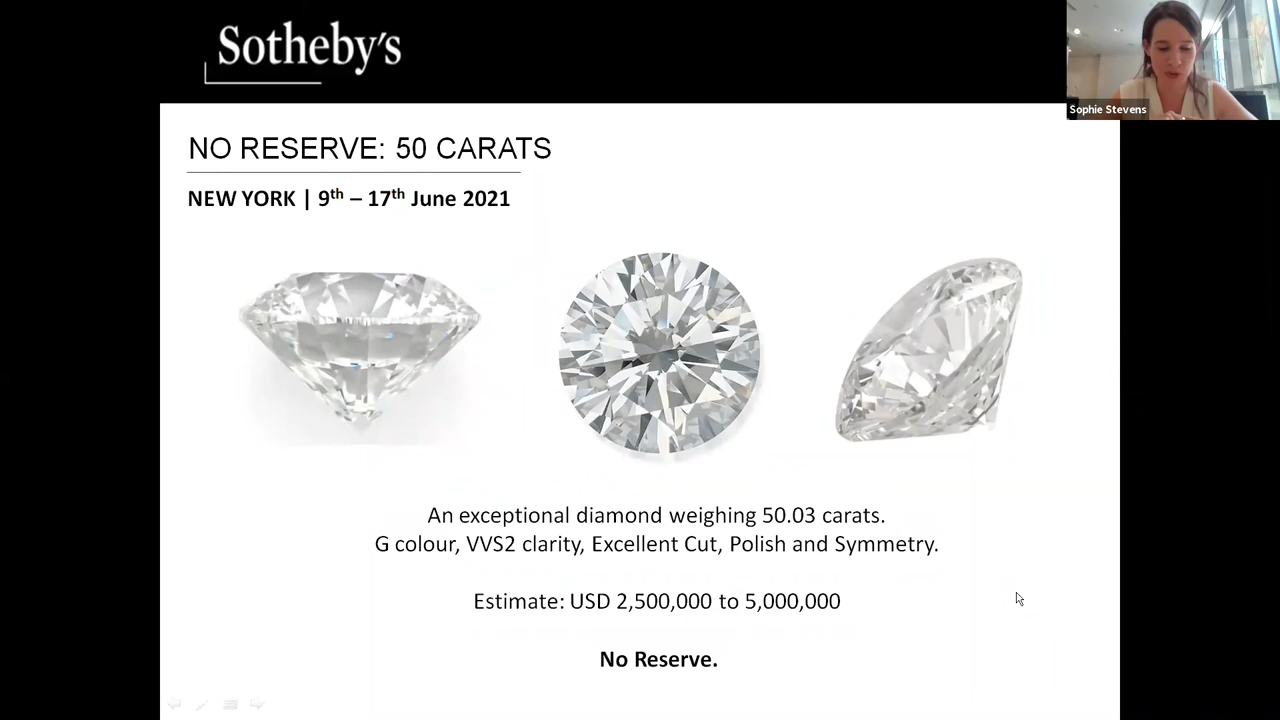 Sotheby's
Sophie Stevens
NO RESERVE: 50 CARATS
NEW YORK | 9th – 17th June 2021
An exceptional diamond weighing 50.03 carats.
G colour, VVS2 clarity, Excellent Cut, Polish and Symmetry.
Estimate: USD 2,500,000 to 5,000,000
No Reserve.